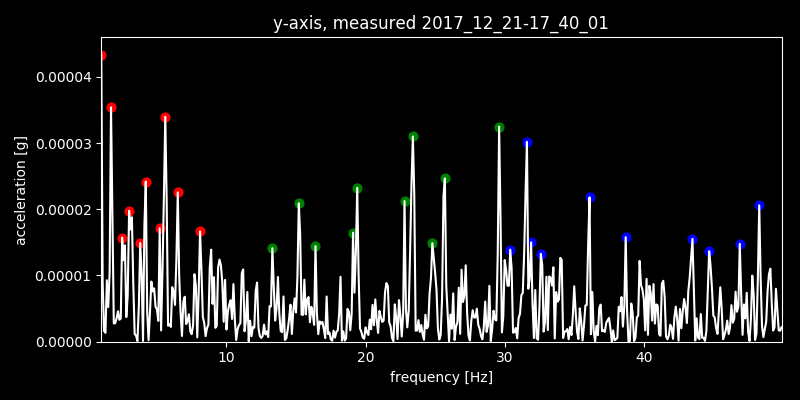 y-axis, measured 2017_12_21-17_40_01
0.00004
0.00003
0.00002
0.00001
0.00000
acceleration [g]
10 20 30 40
frequency [Hz]